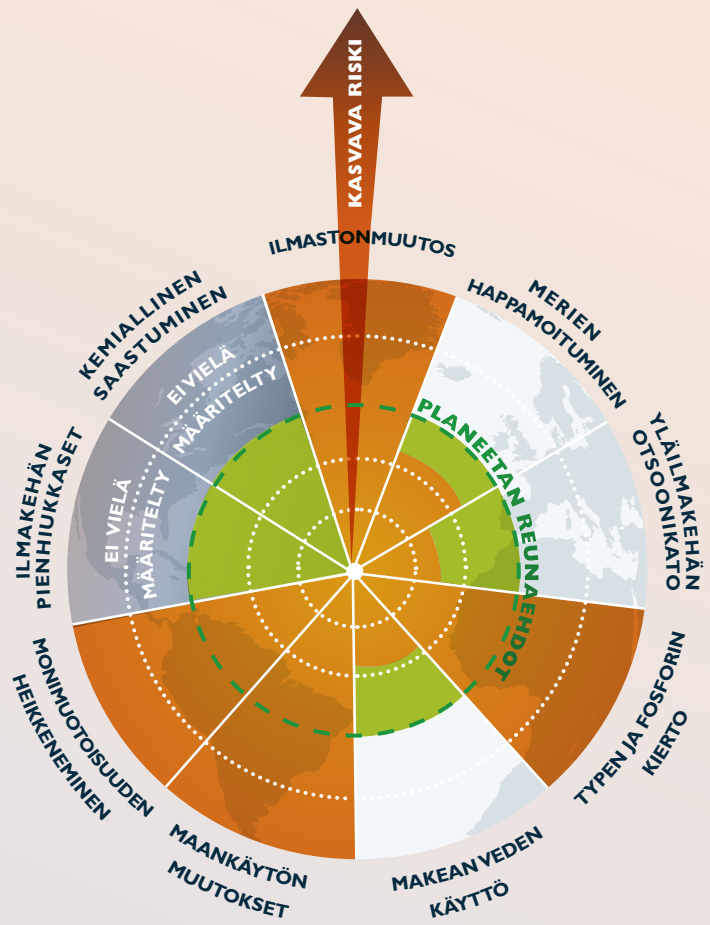 KASVAVA RISKI
ILMASTONMUUTOS
MERIEN
HAPPAMOITUMINEN
YLÄILMAKEHÄN
OTSOONIKATO
TYPEN JA FOSFORIN
KIERTO
MAKEAN VEDEN
KÄYTTÖ
MAANKÄYTÖN
MUUTOKSET
MONIMUOTOISUUDEN
HEIKKENEMINEN
ILMAKEHÄN
PIENHIUKKASET
KEMIALLINEN
SAASTUMINEN
EI VIELÄ
MÄÄRITELTY
EI VIELÄ
MÄÄRITELTY
PLANEETAN REUNAEHDOT